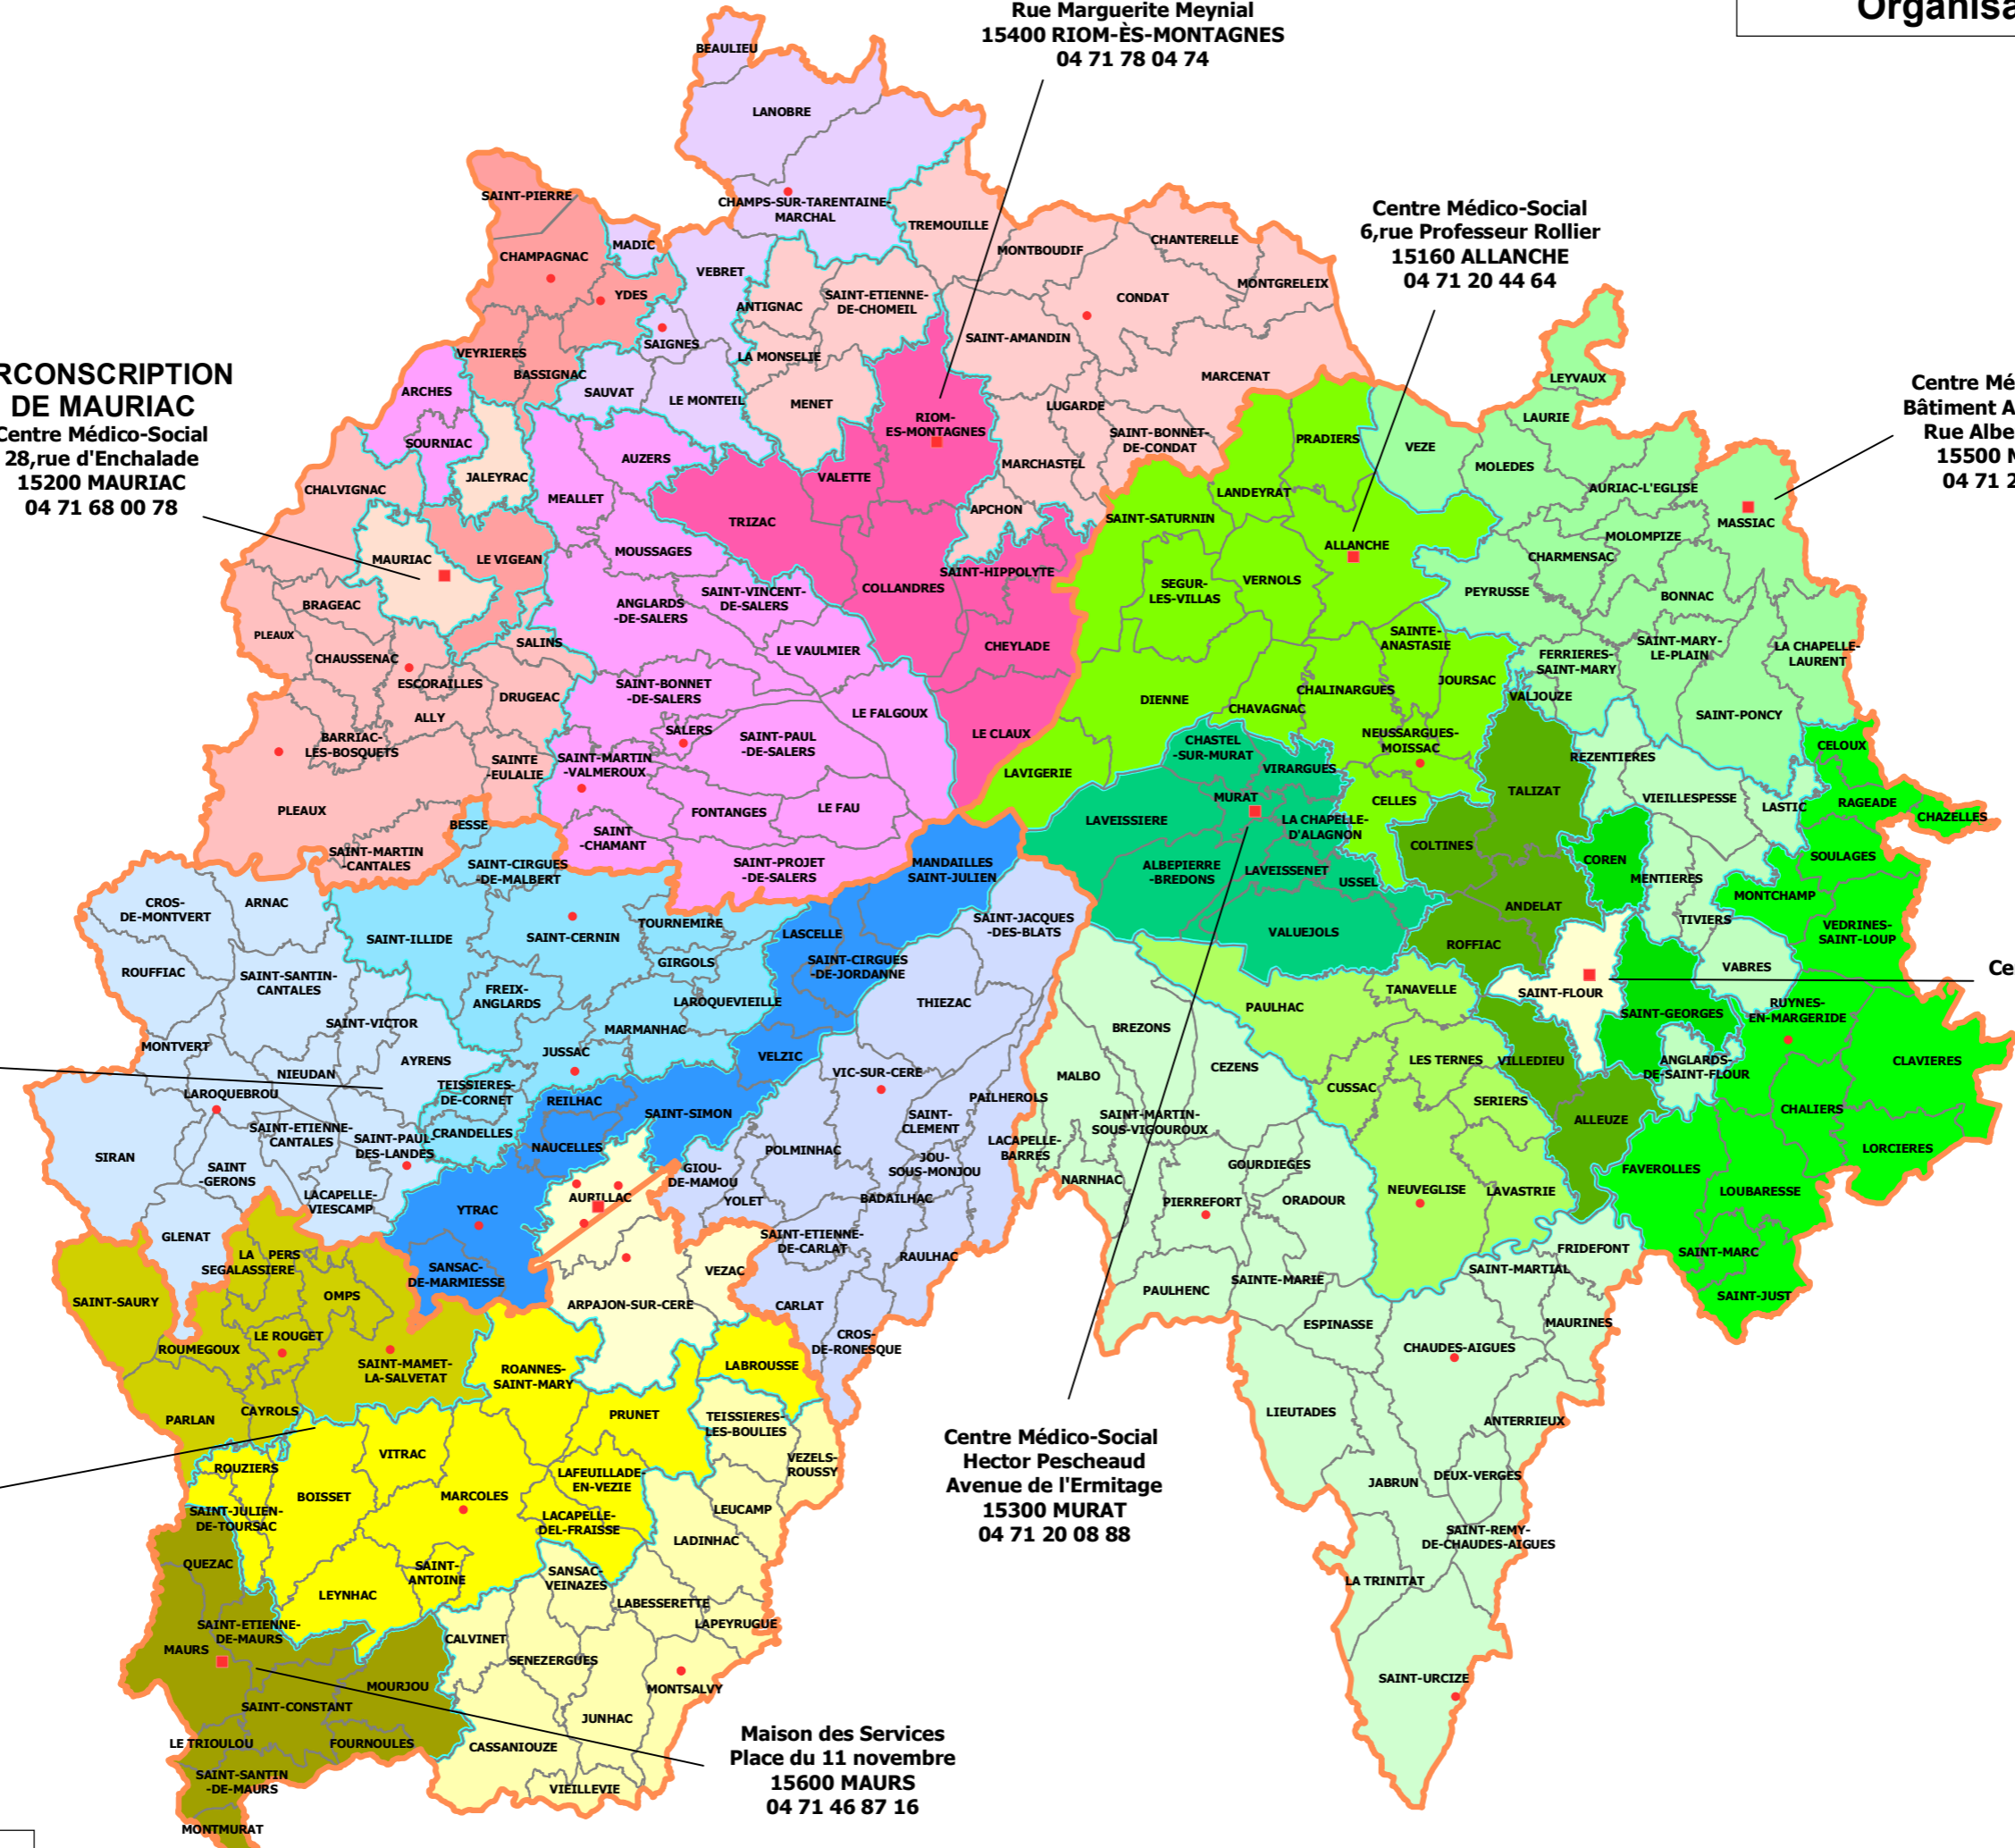 Organisa
Rue Marguerite Meynial
15400 RIOM-ÈS-MONTAGNES
04 71 78 04 74
Centre Médico-Social
6,rue Professeur Rollier
15160 ALLANCHE
04 71 20 44 64
RCONSCRIPTION
DE MAURIAC
Centre Médico-Social
28,rue d'Enchalade
15200 MAURIAC
04 71 68 00 78
Centre Mé
Bâtiment A
Rue Albe
15500 M
04 71 2
Ce
Centre Médico-Social
Hector Pescheaud
Avenue de l'Ermitage
15300 MURAT
04 71 20 08 88
Maison des Services
Place du 11 novembre
15600 MAURS
04 71 46 87 16
BEAULIEU
LANOBRE
CHAMPS-SUR-TARENTAINE-
MARCHAL
SAINT-PIERRE
MADIC
CHAMPAGNAC
YDES
VEBRET
ANTIGNAC
SAINT-ETIENNE-
DE-CHOMEIL
TREMOUILLE
MONTBOUDIF
CHANTERELLE
CONDAT
MONTGRELEIX
SAINT-AMANDIN
MARCENAT
VEYRIERES
BASSIGNAC
SAIGNES
SAUVAT
LE MONTEIL
LA MONSELIE
MENET
RIOM-
ES-MONTAGNES
LUGARDE
SAINT-BONNET-
DE-CONDAT
MARCHASTEL
APCHON
ARCHES
SOURNIAC
JALEYRAC
CHALVIGNAC
MAURIAC
LE VIGEAN
AUZERS
MEALLET
TRIZAC
VALETTE
MOUSSAGES
COLLANDRES
SAINT-HIPPOLYTE
CHEYLADE
LE CLAUX
BRAGEAC
PLEAUX
CHAUSSENAC
ESCORAILLES
SALINS
DRUGEAC
ALLY
BARRIAC-
LES-BOSQUETS
PLEAUX
SAINTE
-EULALIE
SAINT-MARTIN
-CANTALES
ANGLARDS
-DE-SALERS
SAINT-VINCENT-
DE-SALERS
LE VAULMIER
SAINT-BONNET
-DE-SALERS
LE FALGOUX
SALERS
SAINT-PAUL
-DE-SALERS
SAINT-MARTIN
-VALMEROUX
FONTANGES
LE FAU
SAINT
-CHAMANT
SAINT-PROJET
-DE-SALERS
PRADIERS
LANDEYRAT
SAINT-SATURNIN
ALLANCHE
SEGUR-
LES-VILLAS
VERNOLS
SAINTE-
ANASTASIE
JOURSAC
DIENNE
CHALINARGUES
CHAVAGNAC
NEUSSARGUES-
MOISSAC
LAVIGERIE
CELLES
VEZE
LEYVAUX
LAURIE
MOLEDES
AURIAC-L'EGLISE
MASSIAC
MOLOMPIZE
CHARMENSAC
PEYRUSSE
BONNAC
FERRIERES-
SAINT-MARY
SAINT-MARY-
LE-PLAIN
LA CHAPELLE-
LAURENT
VALJOUZE
SAINT-PONCY
CHASTEL
-SUR-MURAT
VIRARGUES
MURAT
LAVEISSIERE
LA CHAPELLE-
D'ALAGNON
ALBEPIERRE
-BREDONS
LAVEISSENET
USSEL
VALUEJOLS
TALIZAT
COLTINES
ANDELAT
ROFFIAC
REZENTIERES
VIEILLESPESSE
LASTIC
CELOUX
RAGEADE
CHAZELLES
SOULAGES
COREN
MENTIERES
MONTCHAMP
TIVIERS
VEDRINES-
SAINT-LOUP
VABRES
SAINT-FLOUR
SAINT-GEORGES
RUYNES-
EN-MARGERIDE
CLAVIERES
ANGLARDS-
DE-SAINT-FLOUR
CHALIERS
LORCIERES
VILLEDIEU
ALLEUZE
FAVEROLLES
LOUBARESSE
SAINT-MARC
SAINT-JUST
PAULHAC
TANAVELLE
LES TERNES
CUSSAC
SERIERS
NEUVEGLISE
LAVASTRIE
BREZONS
CEZENS
MALBO
SAINT-MARTIN-
SOUS-VIGOUROUX
LACAPELLE-
BARRES
NARNHAC
GOURDIEGES
PIERREFORT
ORADOUR
PAULHENC
SAINTE-MARIE
FRIDEFONT
SAINT-MARTIAL
ESPINASSE
CHAUDES-AIGUES
MAURINES
LIEUTADES
ANTERRIEUX
JABRUN
DEUX-VERGES
SAINT-REMY-
DE-CHAUDES-AIGUES
LA TRINITAT
SAINT-URCIZE
BESSE
SAINT-CIRGUES
-DE-MALBERT
SAINT-ILLIDE
SAINT-CERNIN
TOURNEMIRE
GIRGOLS
FREIX-
ANGLARDS
LAROQUEVIEILLE
MARMANHAC
JUSSAC
TEISSIERES-
DE-CORNET
CRANDELLES
MANDAILLES
SAINT-JULIEN
LASCELLE
SAINT-CIRGUES
-DE-JORDANNE
VELZIC
SAINT-SIMON
REILHAC
NAUCELLES
YTRAC
SANSAC-
DE-MARMIESSE
CROS-
DE-MONTVERT
ARNAC
ROUFFIAC
SAINT-SANTIN-
CANTALES
SAINT-VICTOR
MONTVERT
AYRENS
NIEUDAN
LAROQUEBROU
SAINT-ETIENNE-
CANTALES
SAINT-PAUL-
DES-LANDES
SIRAN
SAINT
-GERONS
LACAPELLE-
VIESCAMP
GLENAT
SAINT-JACQUES
-DES-BLATS
THIEZAC
VIC-SUR-CERE
PAILHEROLS
SAINT-
CLEMENT
POLMINHAC
JOU-
SOUS-MONJOU
GIOU-
DE-MAMOU
YOLET
BADAILHAC
SAINT-ETIENNE-
DE-CARLAT
RAULHAC
CARLAT
CROS-
DE-RONESQUE
AURILLAC
VEZAC
ARPAJON-SUR-CERE
LA
SEGALASSIERE
PERS
OMPS
SAINT-SAURY
LE ROUGET
ROUMEGOUX
SAINT-MAMET-
LA-SALVETAT
PARLAN
CAYROLS
ROANNES-
SAINT-MARY
LABROUSSE
PRUNET
VITRAC
ROUZIERS
BOISSET
MARCOLES
LAFEUILLADE-
EN-VEZIE
LACAPELLE-
DEL-FRAISSE
SAINT-JULIEN-
DE-TOURSAC
SAINT-
ANTOINE
LEYNHAC
TEISSIERES-
LES-BOULIES
VEZELS-
ROUSSY
LEUCAMP
LADINHAC
SANSAC-
VEINAZES
LABESSERETTE
LAPEYRUGUE
CALVINET
SENEZERGUES
MONTSALVY
JUNHAC
CASSANIOUZE
VIEILLEVIE
QUEZAC
SAINT-ETIENNE-
DE-MAURS
MAURS
MOURJOU
SAINT-CONSTANT
LE TRIOULOU
FOURNOULES
SAINT-SANTIN
-DE-MAURS
MONTMURAT